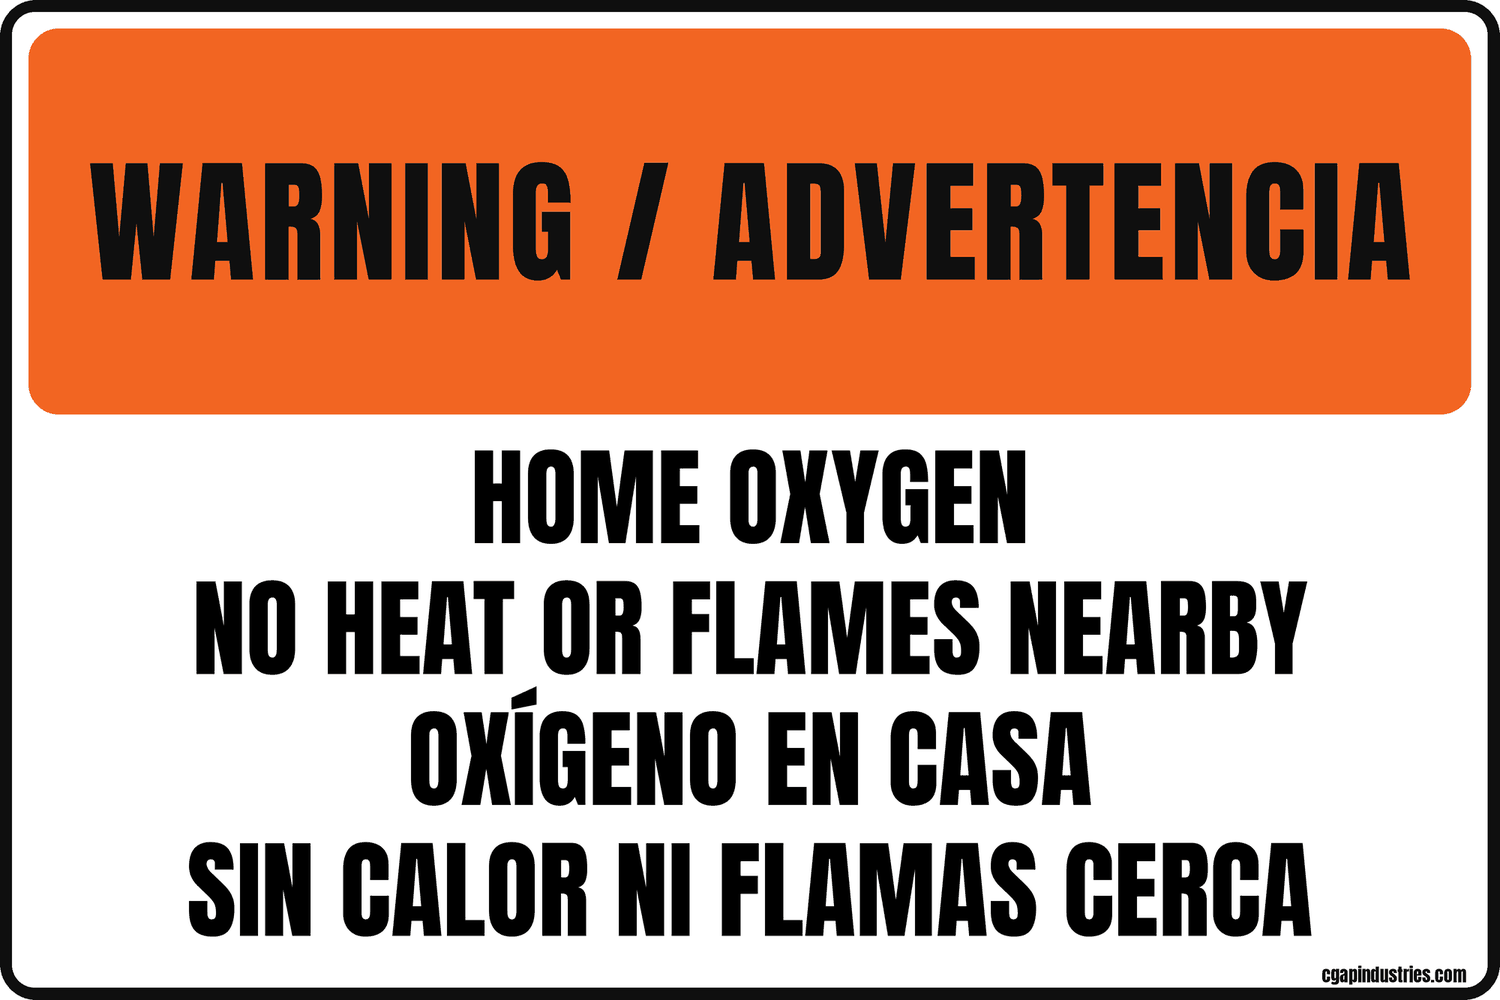 WARNING / ADVERTENCIA
HOME OXYGEN
NO HEAT OR FLAMES NEARBY
OXÍGENO EN CASA
SIN CALOR NI FLAMAS CERCA
cgapindustries.com